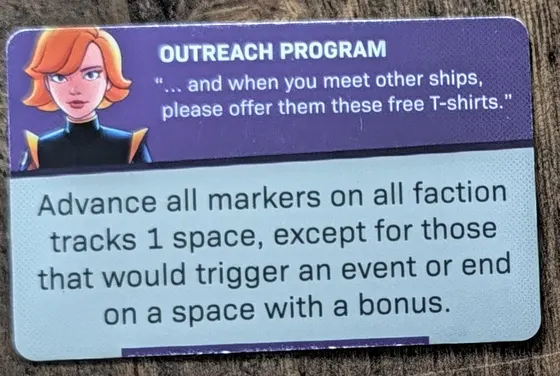 OUTREACH PROGRAM
“... and when you meet other ships,
please offer them these free T-shirts.”
Advance all markers on all faction
tracks 1 space, except for those
that would trigger an event or end
on a space with a bonus.